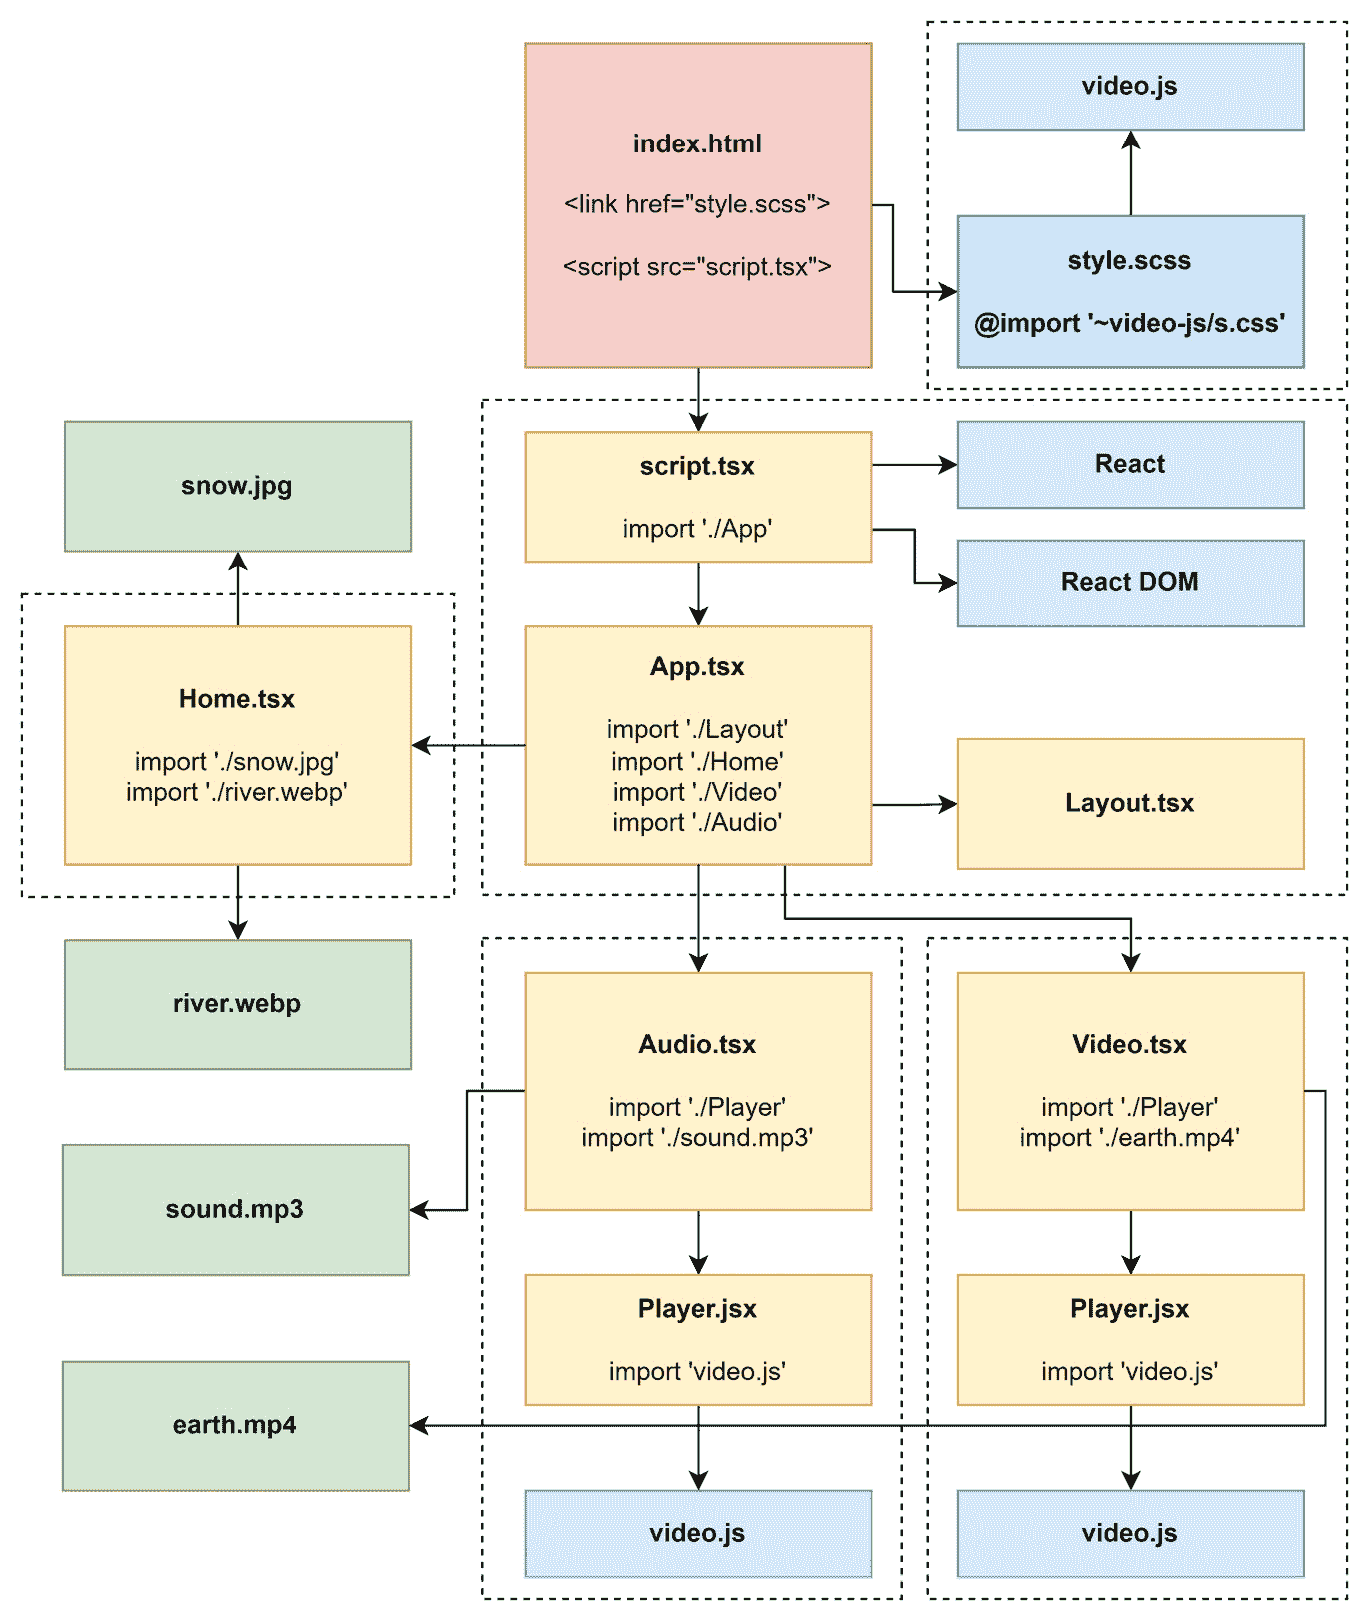 index.html
<link href="style.scss">
<script src="script.tsx">
video.js
style.scss
@import '~video-js/s.css'
snow.jpg
script.tsx
import './App'
React
React DOM
Home.tsx
import './snow.jpg'
import './river.webp'
App.tsx
import './Layout'
import './Home'
import './Video'
import './Audio'
Layout.tsx
river.webp
Audio.tsx
import './Player'
import './sound.mp3'
Video.tsx
import './Player'
import './earth.mp4'
sound.mp3
Player.jsx
import 'video.js'
Player.jsx
import 'video.js'
earth.mp4
video.js
video.js